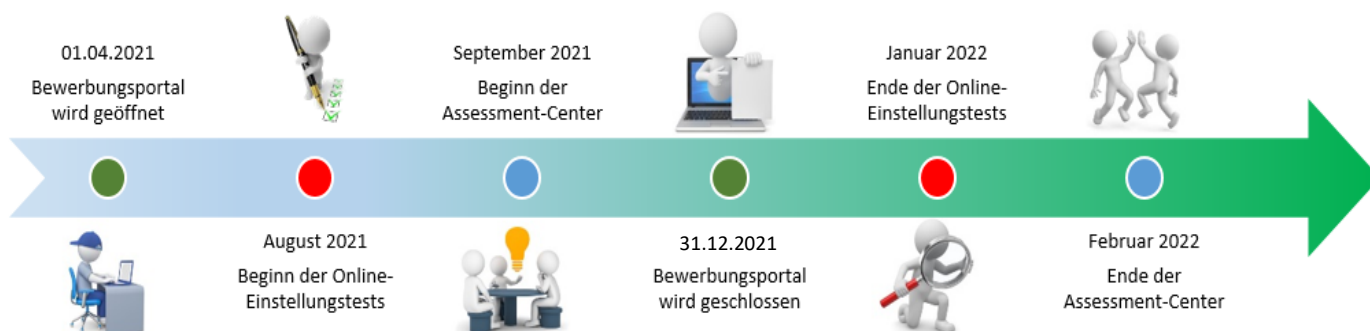 01.04.2021
Bewerbungsportal
wird geöffnet
August 2021
Beginn der Online-
Einstellungstests
September 2021
Beginn der
Assessment-Center
31.12.2021
Bewerbungsportal
wird geschlossen
Januar 2022
Ende der Online-
Einstellungstests
Februar 2022
Ende der
Assessment-Center